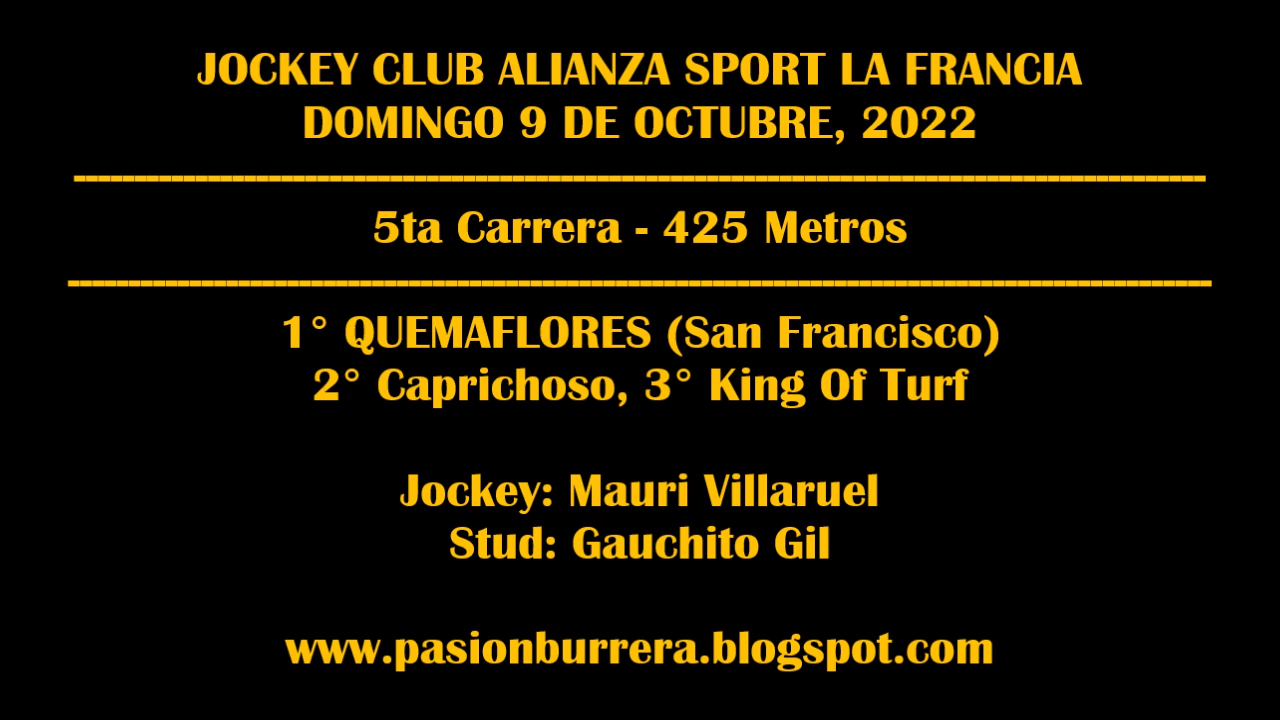 JOCKEY CLUB ALIANZA SPORT LA FRANCIA
DOMINGO 9 DE OCTUBRE, 2022
5ta Carrera - 425 Metros
1° QUEMAFLORES (San Francisco)
2° Caprichoso, 3° King Of Turf
Jockey: Mauri Villaruel
Stud: Gauchito Gil
www.pasionburrera.blogspot.com